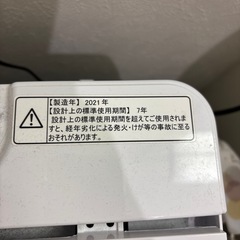 【製造年】2021年
【設計上の標準使用期間】 7年
設計上の標準使用期間を超えてご使用されま
すと、経年劣化による発火・けが等の事故に至る
おそれがあります。